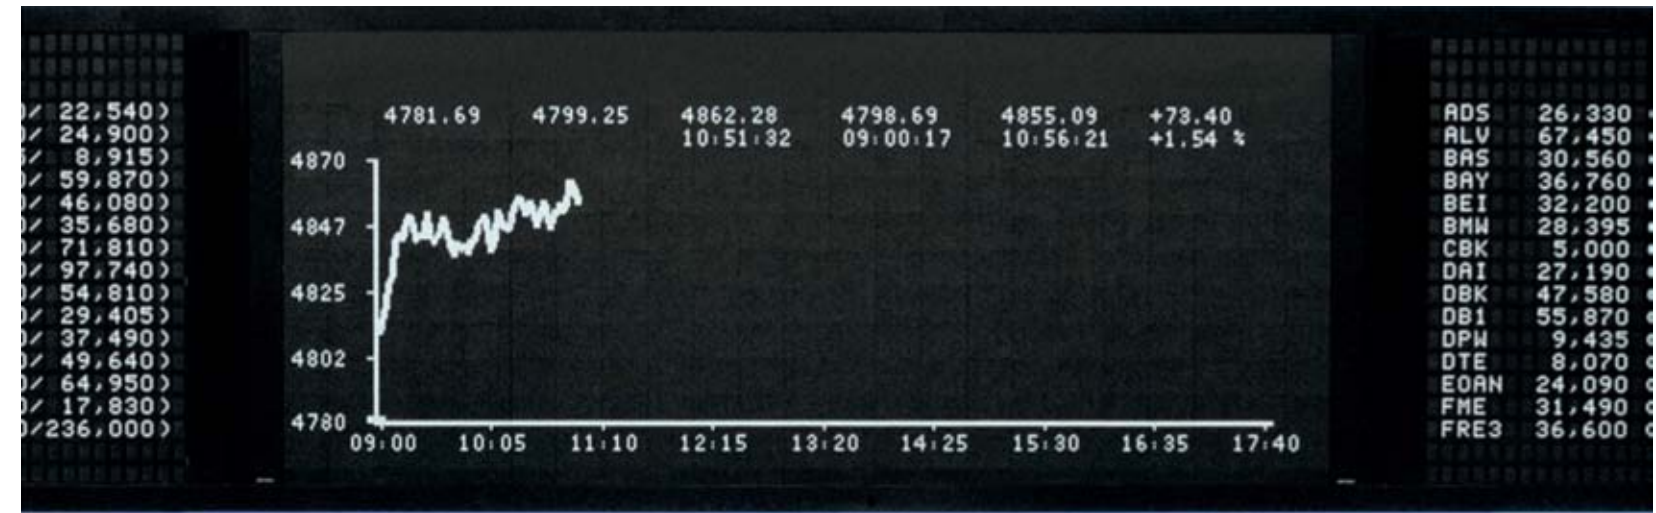 / 22,540)
/ 24,900)
/ 8,915)
/ 59,870)
/ 46,080)
/ 35,680)
/ 71,810)
/ 97,740)
/ 54,810)
/ 29,405)
/ 37,490)
/ 49,640)
/ 64,950)
/ 17,830)
/236,000)
4781.69 4799.25 4862.28 4798.69 4855.09 +73.40
10:51:32 09:00:17 10:56:21 +1.54 %
4870
4847
4825
4802
4780
09:00 10:05 11:10 12:15 13:20 14:25 15:30 16:35 17:40
ADS 26,330
ALV 67,450
BAS 30,560
BAY 36,760
BEI 32,200
BMW 28,395
CBK 5,000
DAI 27,190
DBK 47,580
DB1 55,870
DPW 9,435
DTE 8,070
EOAN 24,090
FME 31,490
FRE3 36,600